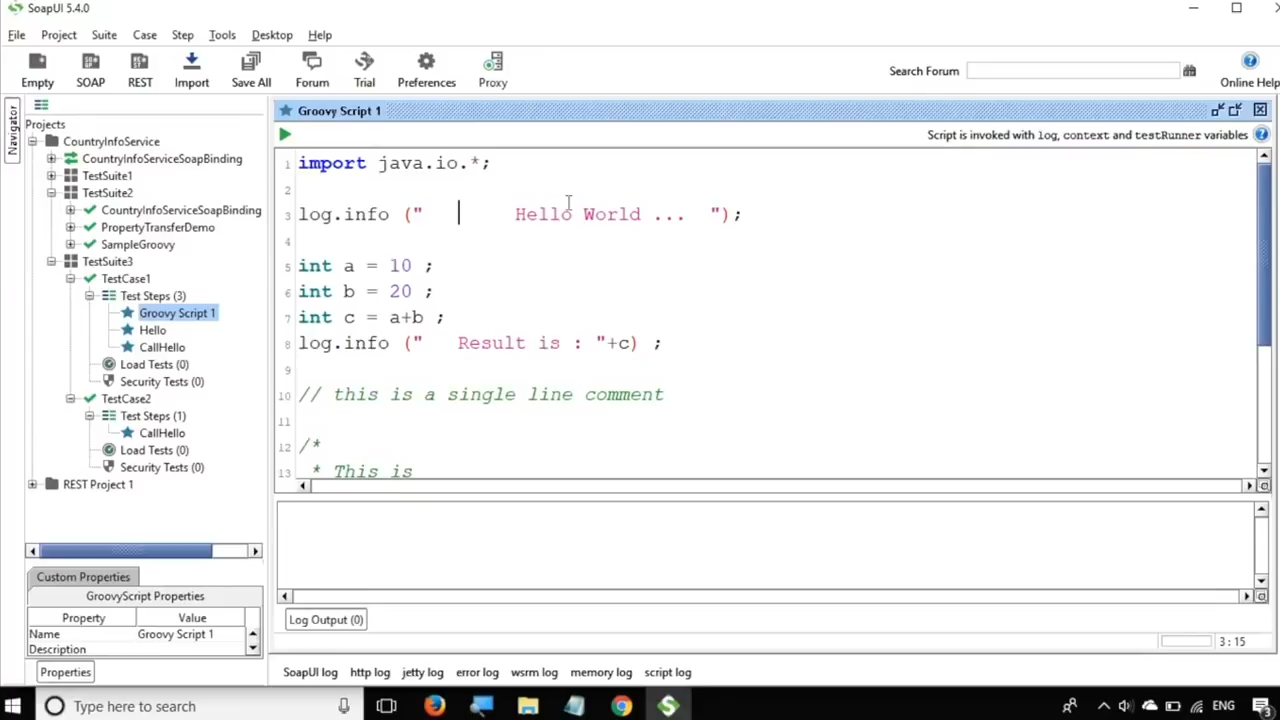 SoapUI 5.4.0
File Project Suite Case Step Tools Desktop Help
Empty SOAP REST Import Save All Forum Trial Preferences Proxy Search Forum Online Help
Navigator
Projects
CountryInfoService
CountryInfoServiceSoapBinding
TestSuite1
TestSuite2
CountryInfoServiceSoapBinding
PropertyTransferDemo
SampleGroovy
TestSuite3
TestCase1
Test Steps (3)
Groovy Script 1
Hello
CallHello
Load Tests (0)
Security Tests (0)
TestCase2
Test Steps (1)
CallHello
Load Tests (0)
Security Tests (0)
REST Project 1
Custom Properties
GroovyScript Properties
Property Value
Name Groovy Script 1
Description
Properties
Groovy Script 1
Script is invoked with log, context and testRunner variables
1 import java.io.*;
2
3 log.info ("          Hello World ...  ");
4
5 int a = 10 ;
6 int b = 20 ;
7 int c = a+b ;
8 log.info ("   Result is : "+c) ;
9
10 // this is a single line comment
11
12 /*
13 * This is
Log Output (0)
3 : 15
SoapUI log http log jetty log error log wsrm log memory log script log
Type here to search
ENG
3